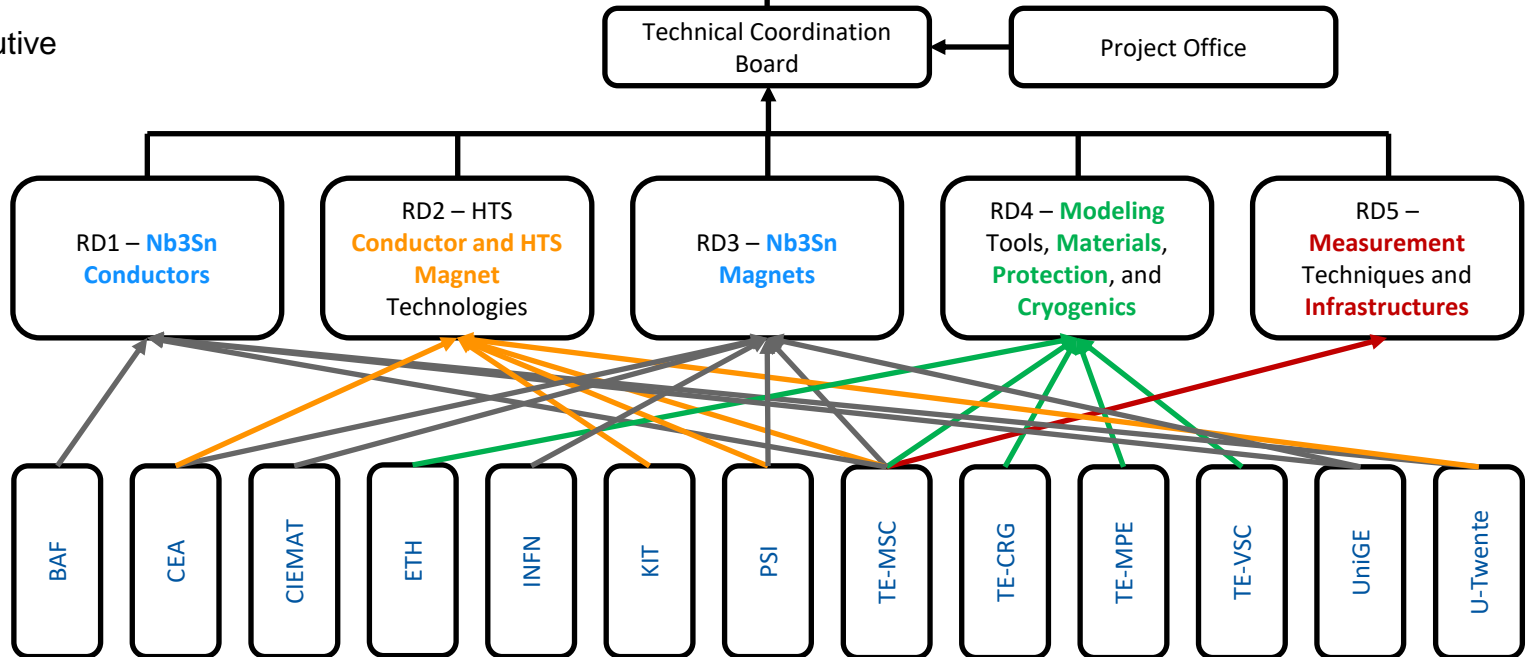 Technical Coordination
Board
Project Office
RD1 – Nb3Sn
Conductors
RD2 – HTS
Conductor and HTS
Magnet
Technologies
RD3 – Nb3Sn
Magnets
RD4 – Modeling
Tools, Materials,
Protection, and
Cryogenics
RD5 –
Measurement
Techniques and
Infrastructures
BAF
CEA
CIEMAT
ETH
INFN
KIT
PSI
TE-MSC
TE-CRG
TE-MPE
TE-VSC
UniGE
U-Twente